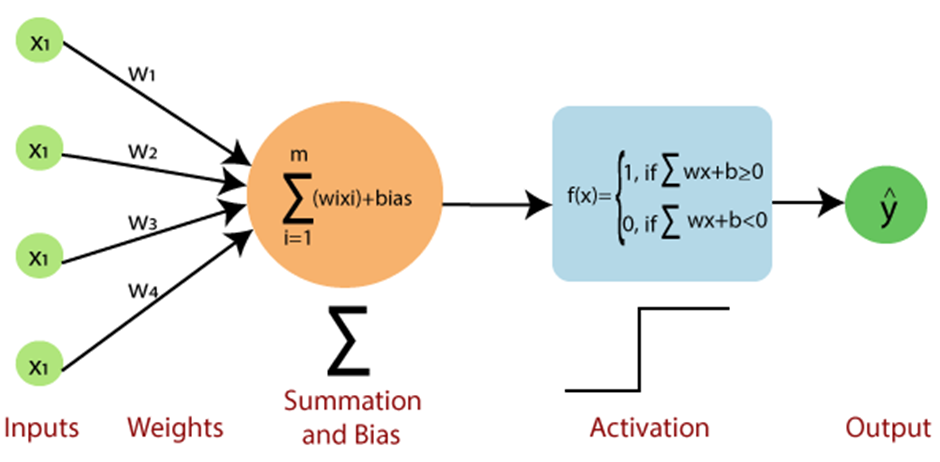 x1
x1
x1
x1
w1
w2
w3
w4
m
∑(wixi)+bias
i=1
f(x)={
1, if ∑ wx+b≥0
0, if ∑ wx+b<0
ŷ
∑
Inputs
Weights
Summation
and Bias
Activation
Output